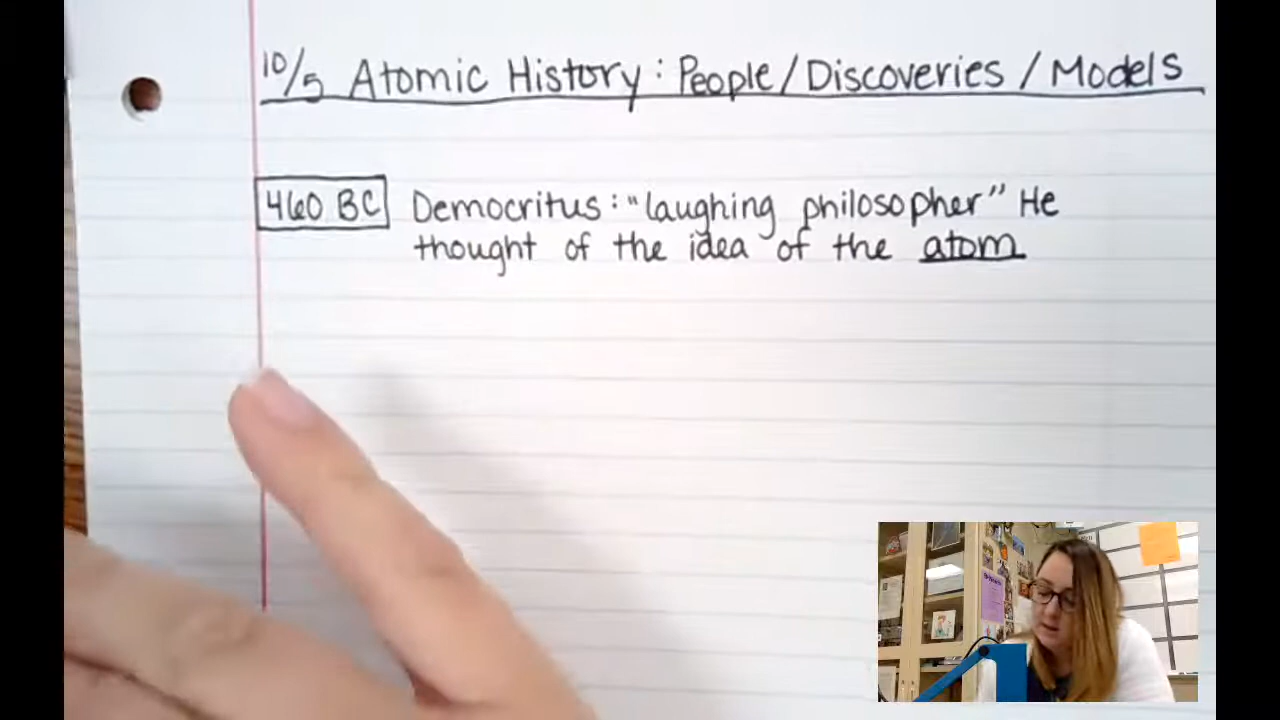 10/5 Atomic History: People/Discoveries/Models
460 BC Democritus: "laughing philosopher" He
thought of the idea of the atom